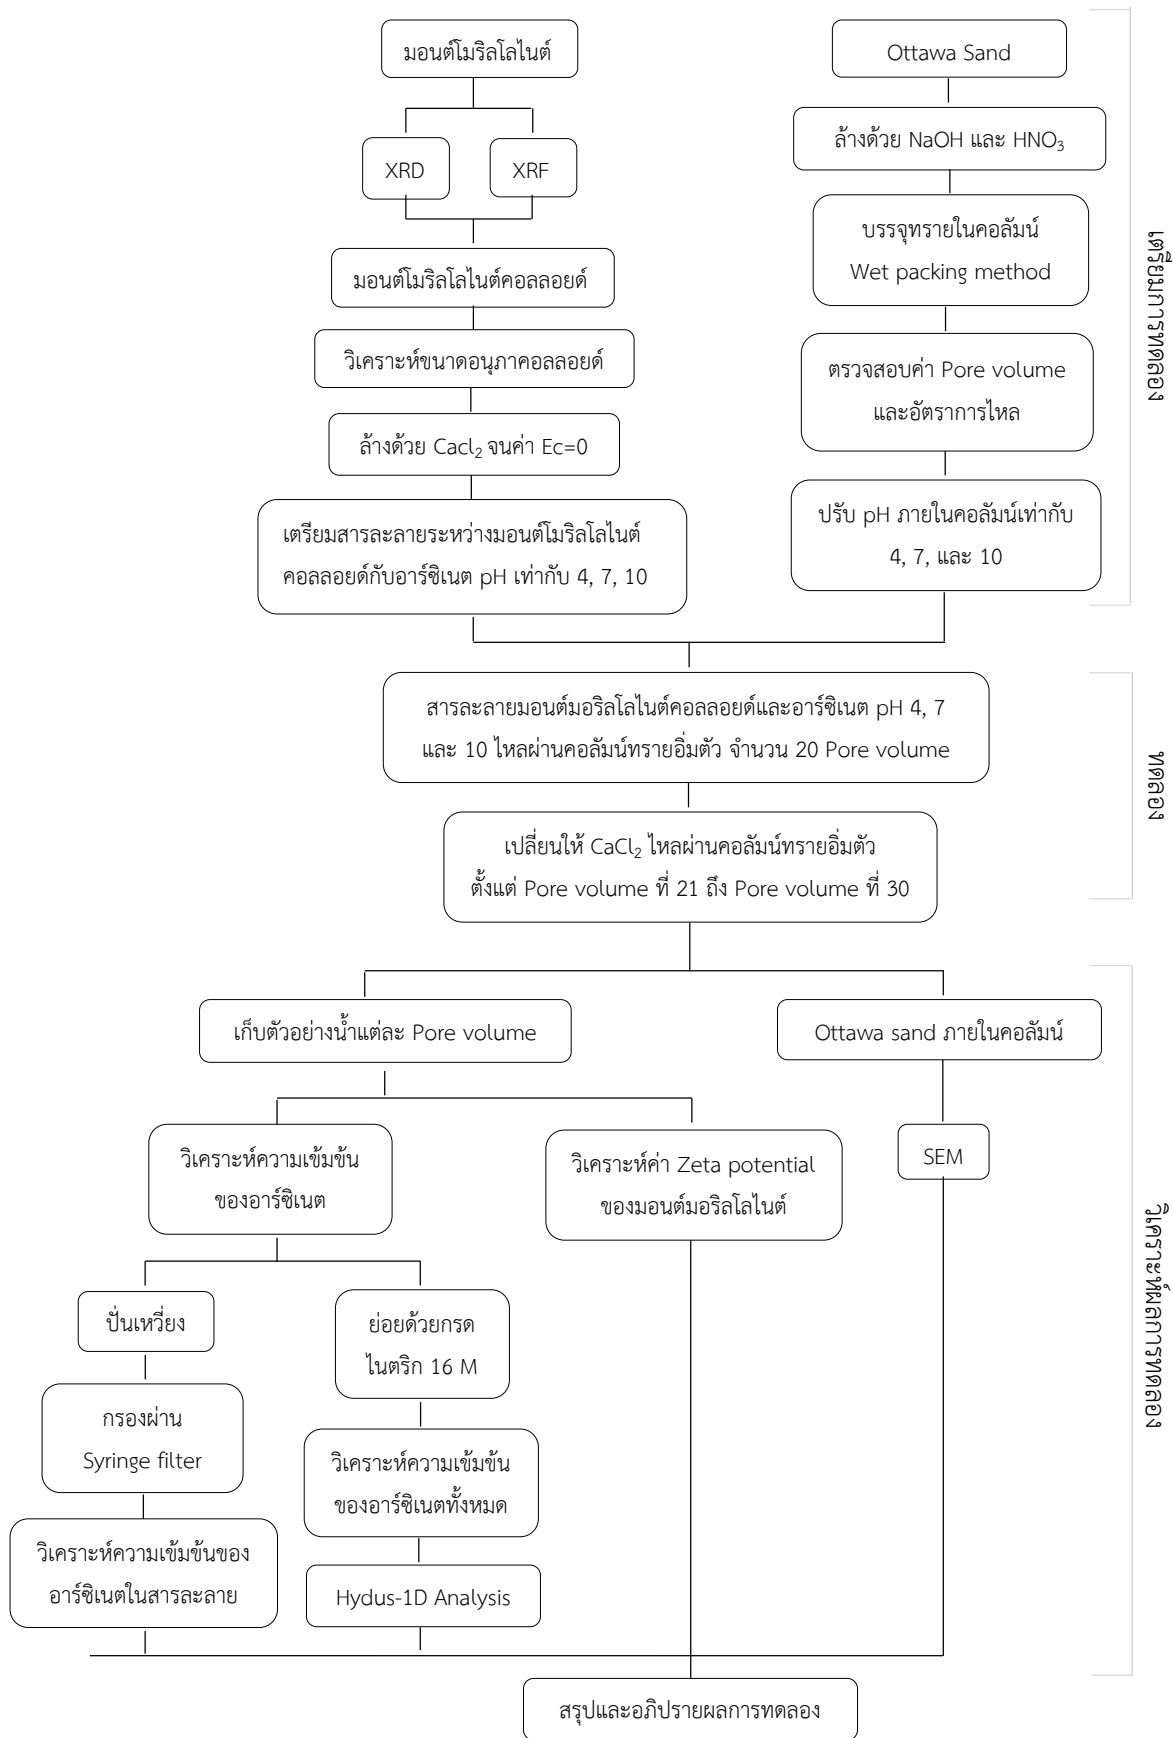 มอนต์โมริลโลไนต์
Ottawa Sand
XRD
XRF
ล้างด้วย NaOH และ HNO₃
มอนต์โมริลโลไนต์คอลลอยด์
บรรจุทรายในคอลัมน์
Wet packing method
วิเคราะห์ขนาดอนุภาคอลลอยด์
ตรวจสอบค่า Pore volume
และอัตราการไหล
ล้างด้วย Cacl₂ จนค่า Ec=0
เตรียมสารละลายระหว่างมอนต์โมริลโลไนต์
คอลลอยด์กับอาร์ซิเนต pH เท่ากับ 4, 7, 10
ปรับ pH ภายในคอลัมน์เท่ากับ
4, 7, และ 10
เตรียมการทดลอง
สารละลายมอนต์มอริลโลไนต์คอลลอยด์และอาร์ซิเนต pH 4, 7
และ 10 ไหลผ่านคอลัมน์ทรายอิ่มตัว จำนวน 20 Pore volume
เปลี่ยนให้ CaCl₂ ไหลผ่านคอลัมน์ทรายอิ่มตัว
ตั้งแต่ Pore volume ที่ 21 ถึง Pore volume ที่ 30
ทดลอง
เก็บตัวอย่างน้ำแต่ละ Pore volume
Ottawa sand ภายในคอลัมน์
วิเคราะห์ความเข้มข้น
ของอาร์ซิเนต
วิเคราะห์ค่า Zeta potential
ของมอนต์มอริลโลไนต์
SEM
ปั่นเหวี่ยง
ย่อยด้วยกรด
ไนตริก 16 M
กรองผ่าน
Syringe filter
วิเคราะห์ความเข้มข้น
ของอาร์ซิเนตทั้งหมด
วิเคราะห์ความเข้มข้นของ
อาร์ซิเนตในสารละลาย
Hydus-1D Analysis
วิเคราะห์ผลการทดลอง
สรุปและอภิปรายผลการทดลอง